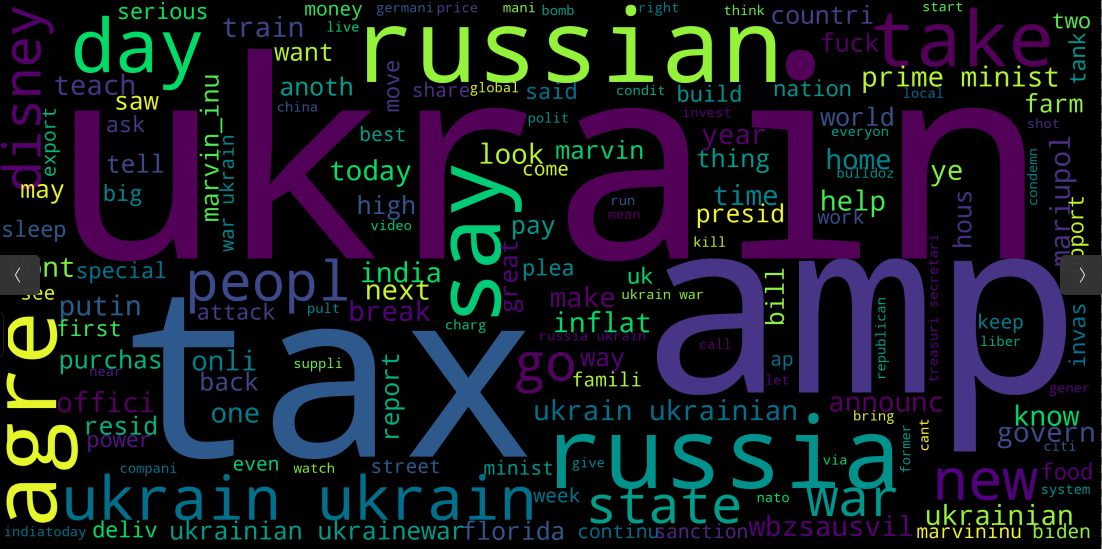 serious
money
germani price
mani
bomb
right
think
start
day
train
live
want
russian
countri
fuck
take
two
tank
disney
teach
saw
anoth
china
move
share
global
said
condit
build
nation
prime minist
local
farm
export
ask
marvin_inu
war ukrain
best
polit
invest
year
world
everyon
shot
ukrain
tell
today
look
marvin
come
thing
home
bulldoz
ye
condemn
mariupol
may
big
high
video
say
pay
run
mean
time
presid
help
work
hous
kill
sleep
dont
special
peopl
india
great
plea
uk
ukrain war
bill
amp
see
putin
attack
next
break
charg
make
inflat
russia ukrain
call
republican
treasuri secretari
keep
liber
invas
first
pult
tax
purchas
onli
suppli
report
go
way
famili
ap
let
near
back
agre
offici
one
resid
power
ukrain ukrainian
announc
bring
gener
know
govern
citi
cant
former
russia
via
compani
even
watch
street
minist
give
week
new
food
system
ukrain ukrain
state
nato
war
ukrainian
indiatoday
deliv
ukrainian
ukrainewar
florida
continu
sanction
wbzsausvil
marvininu
biden